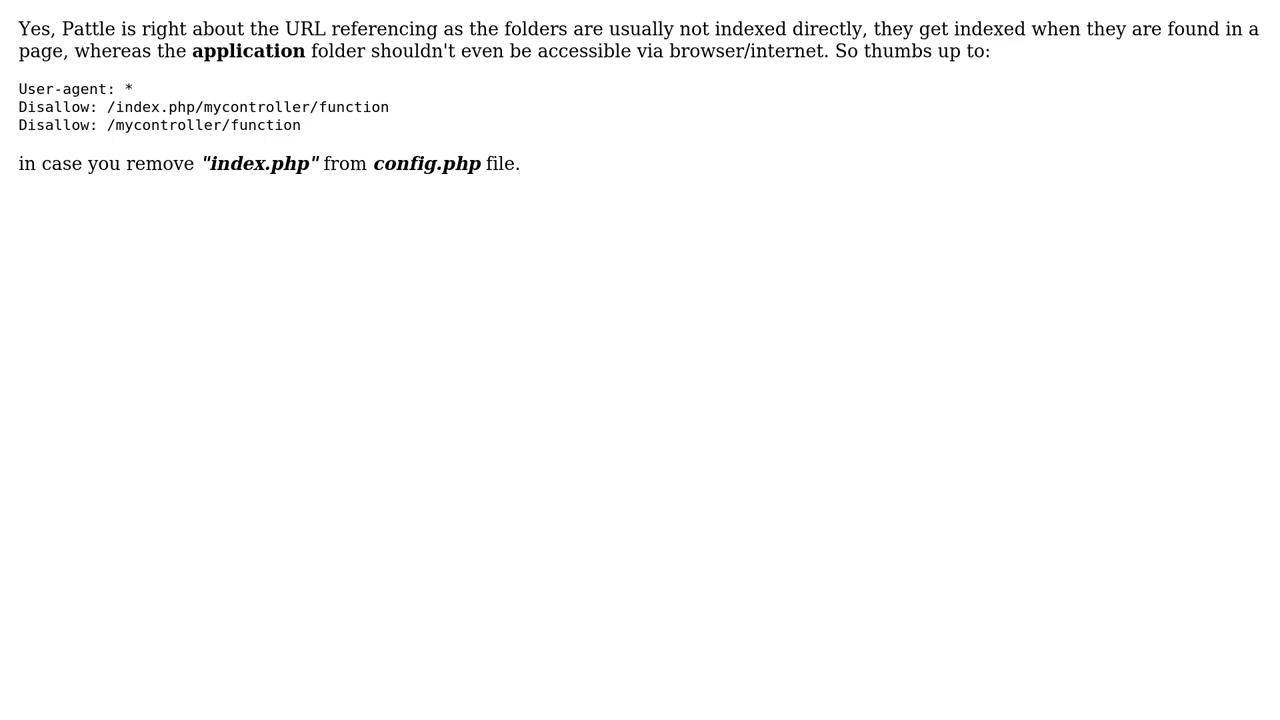 Yes, Pattle is right about the URL referencing as the folders are usually not indexed directly, they get indexed when they are found in a
page, whereas the application folder shouldn't even be accessible via browser/internet. So thumbs up to:
User-agent: *
Disallow: /index.php/mycontroller/function
Disallow: /mycontroller/function
in case you remove "index.php" from config.php file.